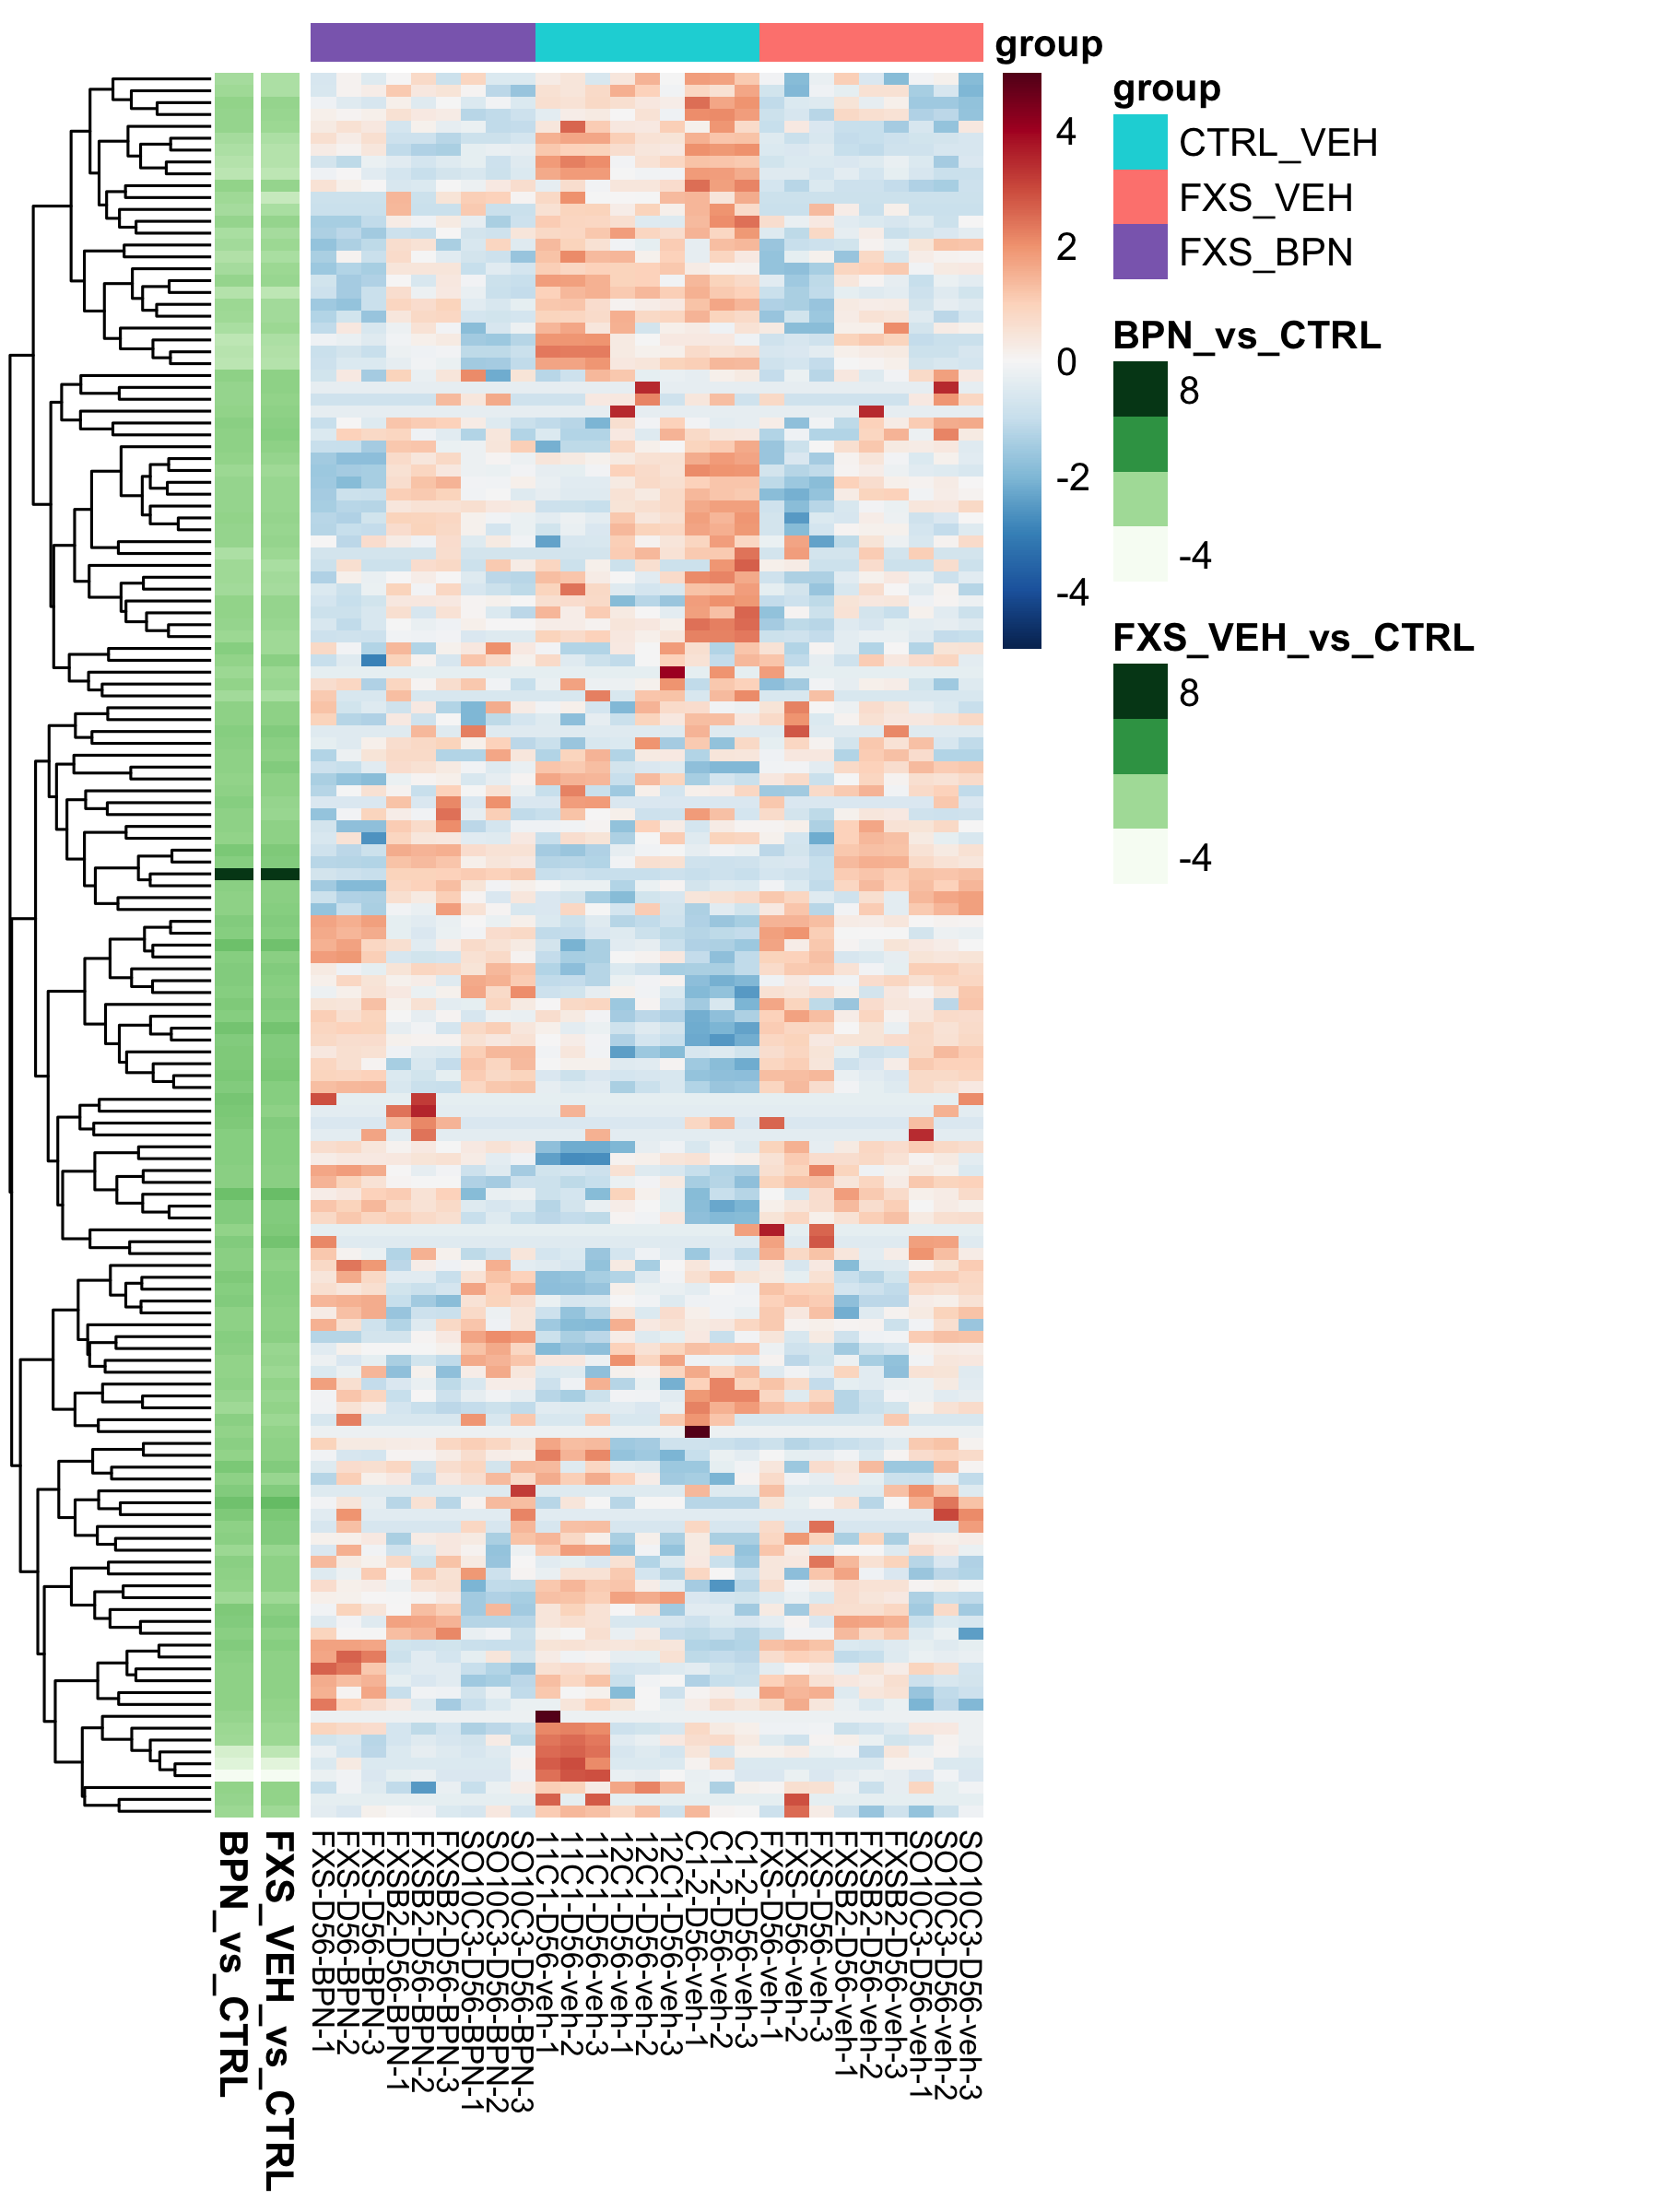 group
4
2
0
-2
-4
group
CTRL_VEH
FXS_VEH
FXS_BPN
BPN_vs_CTRL
8
-4
FXS_VEH_vs_CTRL
8
-4
BPN_vs_CTRL
FXS_VEH_vs_CTRL
FXS-D56-BPN-1
FXS-D56-BPN-2
FXS-D56-BPN-3
FXSB2-D56-BPN-1
FXSB2-D56-BPN-2
FXSB2-D56-BPN-3
SO10C3-D56-BPN-1
SO10C3-D56-BPN-2
SO10C3-D56-BPN-3
11C1-D56-veh-1
11C1-D56-veh-2
11C1-D56-veh-3
12C1-D56-veh-1
12C1-D56-veh-2
12C1-D56-veh-3
C1-2-D56-veh-1
C1-2-D56-veh-2
C1-2-D56-veh-3
FXS-D56-veh-1
FXS-D56-veh-2
FXS-D56-veh-3
FXSB2-D56-veh-1
FXSB2-D56-veh-2
FXSB2-D56-veh-3
SO10C3-D56-veh-1
SO10C3-D56-veh-2
SO10C3-D56-veh-3